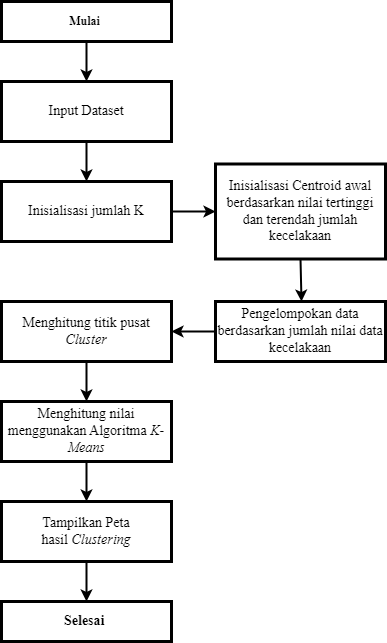 Mulai
Input Dataset
Inisialisasi jumlah K
Inisialisasi Centroid awal
berdasarkan nilai tertinggi
dan terendah jumlah
kecelakaan
Pengelompokan data
berdasarkan jumlah nilai data
kecelakaan
Menghitung titik pusat
Cluster
Menghitung nilai
menggunakan Algoritma K-
Means
Tampilkan Peta
hasil Clustering
Selesai